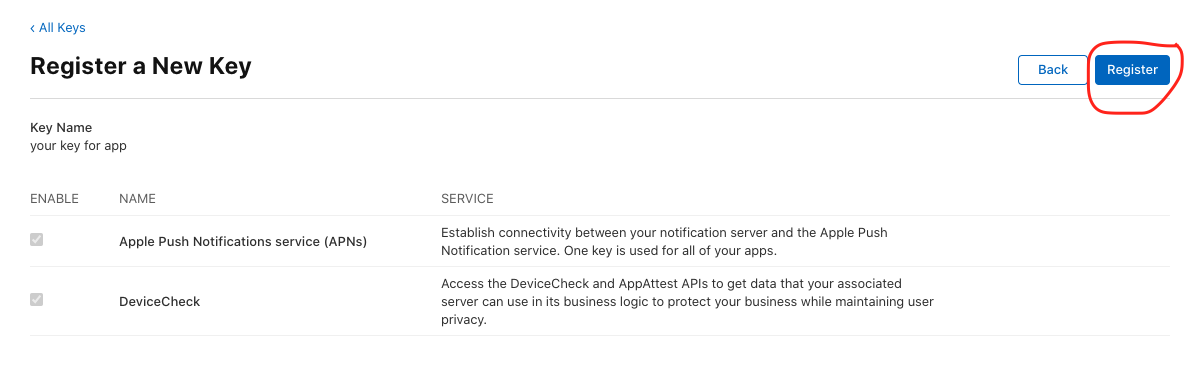 ‹ All Keys
Register a New Key
Back
Register
Key Name
your key for app
ENABLE NAME SERVICE
Apple Push Notifications service (APNs)
Establish connectivity between your notification server and the Apple Push
Notification service. One key is used for all of your apps.
DeviceCheck
Access the DeviceCheck and AppAttest APIs to get data that your associated
server can use in its business logic to protect your business while maintaining user
privacy.